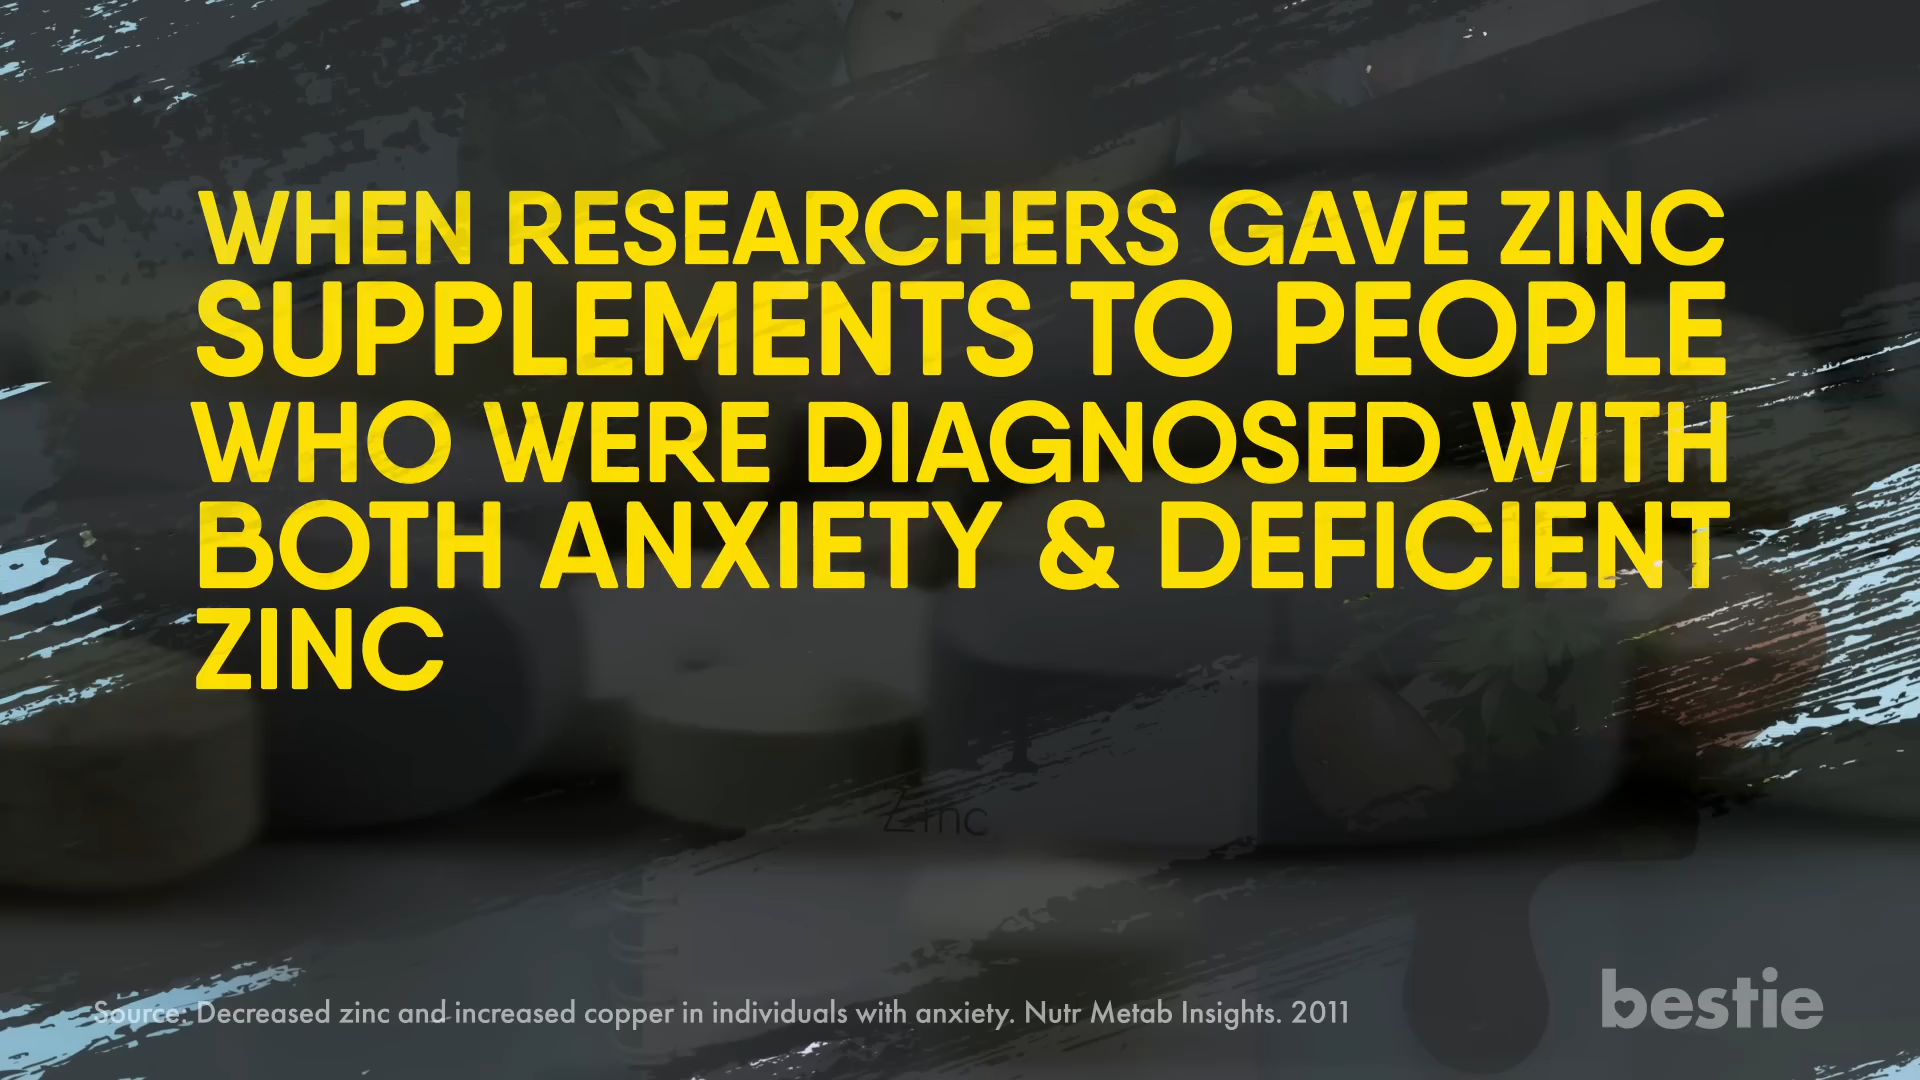 WHEN RESEARCHERS GAVE ZINC
SUPPLEMENTS TO PEOPLE
WHO WERE DIAGNOSED WITH
BOTH ANXIETY & DEFICIENT
ZINC
Zinc
Source: Decreased zinc and increased copper in individuals with anxiety. Nutr Metab Insights. 2011
bestie